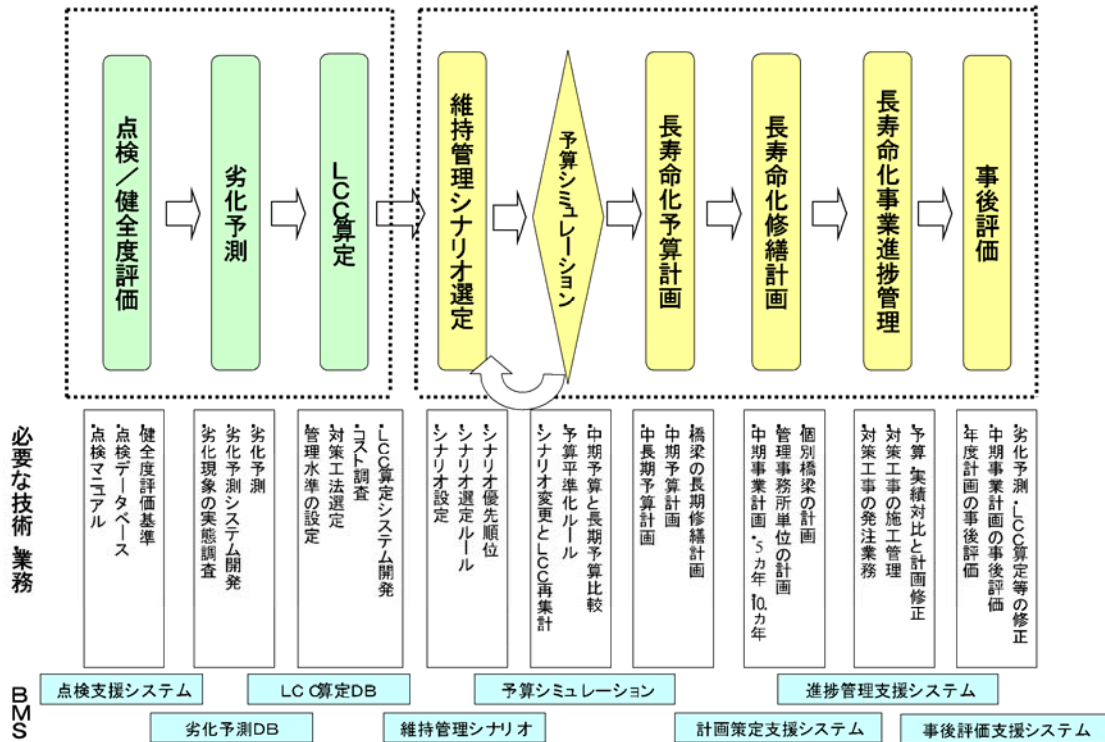 点検／健全度評価
劣化予測
LCC算定
維持管理シナリオ選定
予算シミュレーション
長寿命化予算計画
長寿命化修繕計画
長寿命化事業進捗管理
事後評価
必要な技術・業務
・健全度評価基準
・点検データベース
・点検マニュアル
・劣化予測
・劣化予測システム開発
・劣化現象の実態調査
・LCC算定システム開発
・コスト調査
・対策工法選定
・管理水準の設定
・シナリオ優先順位
・シナリオ選定ルール
・シナリオ設定
・中期予算と長期予算比較
・予算平準化ルール
・シナリオ変更とLCC再集計
・橋梁の長期修繕計画
・中期予算計画
・中長期予算計画
・個別橋梁の計画
・管理事務所単位の計画
・中期事業計画・5カ年・10カ年
・予算・実績対比と計画修正
・対策工事の施工管理
・対策工事の発注業務
・劣化予測・LCC算定等の修正
・中期事業計画の事後評価
・年度計画の事後評価
BMS
点検支援システム
LCC算定DB
予算シミュレーション
進捗管理支援システム
劣化予測DB
維持管理シナリオ
計画策定支援システム
事後評価支援システム